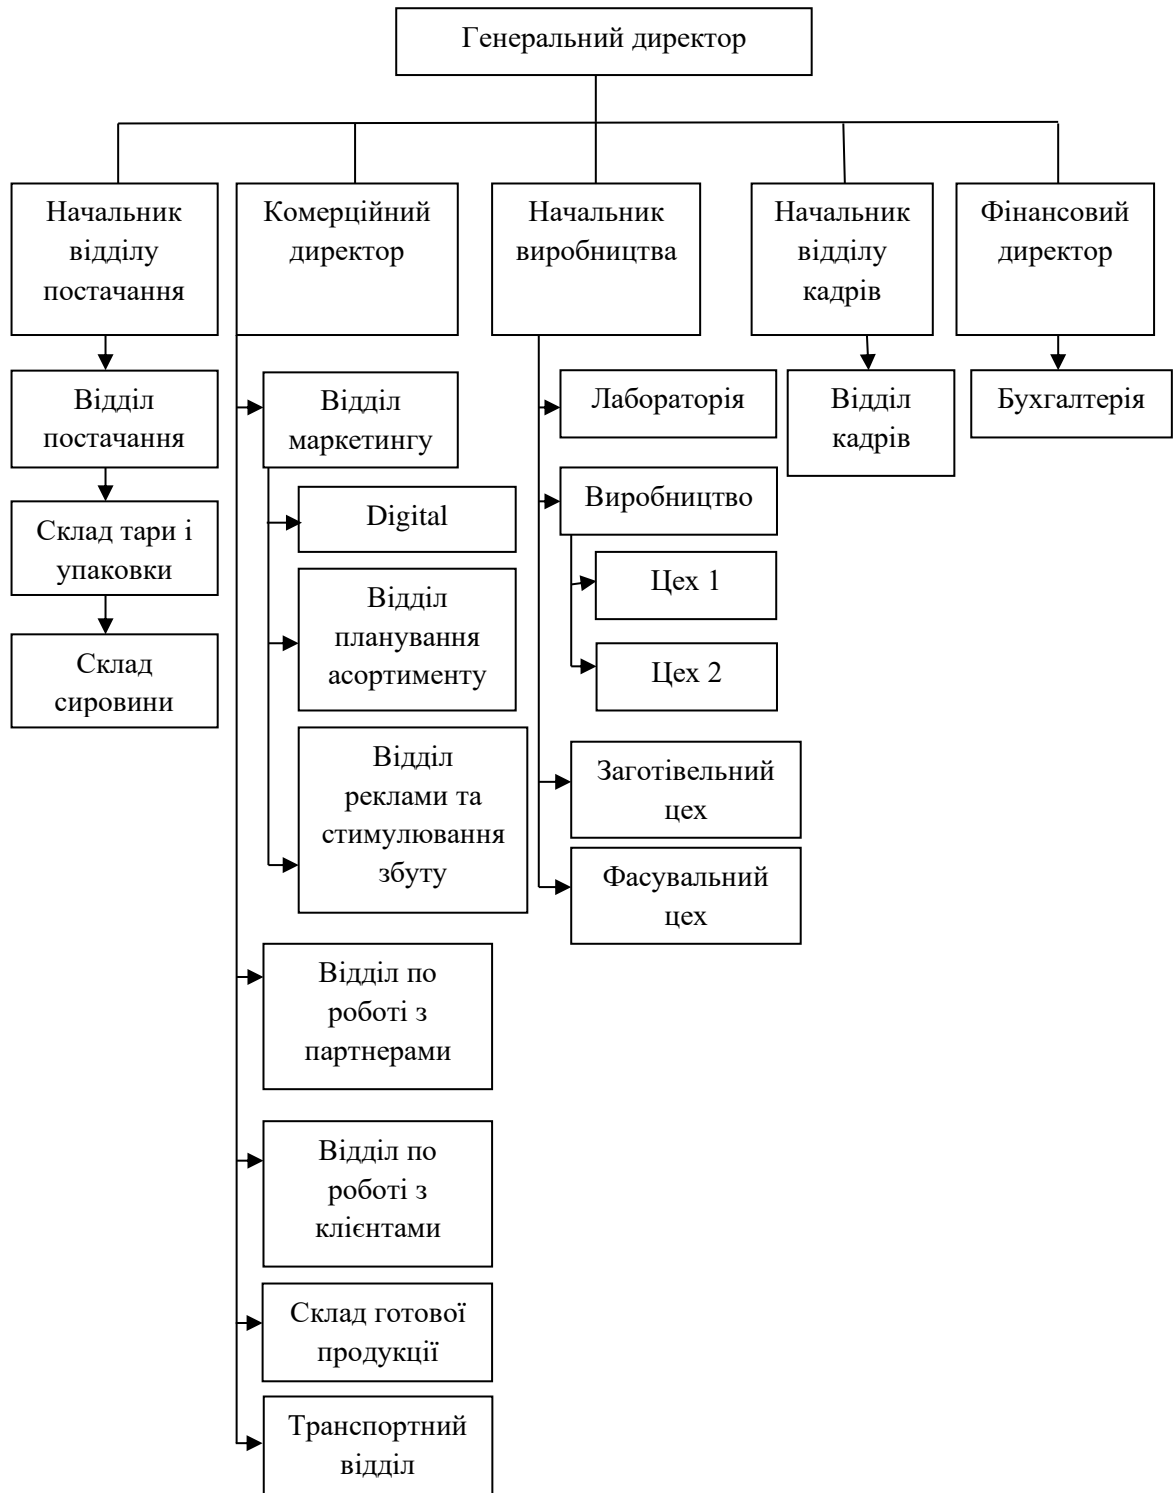 Генеральний директор
Начальник
відділу
постачання
Комерційний
директор
Начальник
виробництва
Начальник
відділу
кадрів
Фінансовий
директор
Відділ
постачання
Склад тари і
упаковки
Склад
сировини
Відділ
маркетингу
Digital
Відділ
планування
асортименту
Відділ
реклами та
стимулювання
збуту
Відділ по
роботі з
партнерами
Відділ по
роботі з
клієнтами
Склад готової
продукції
Транспортний
відділ
Лабораторія
Виробництво
Цех 1
Цех 2
Заготівельний
цех
Фасувальний
цех
Відділ
кадрів
Бухгалтерія